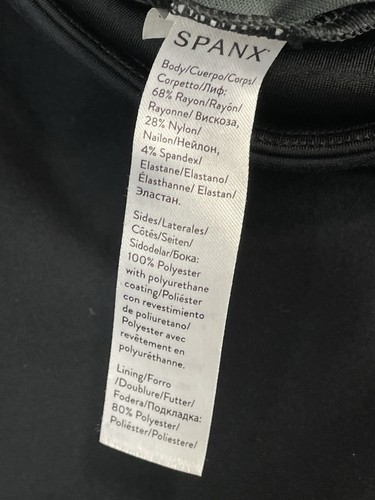 SPANX
Body/Cuerpo/Corps/
Corpetto/Лиф:
68% Rayon/Rayón/
Rayonne/ Вискоза,
28% Nylon/
Nailon/Нейлон,
4% Spandex/
Elastane/Elastano/
Élasthanne/ Elastan/
Эластан.
Sides/Laterales/
Côtés/Seiten/
Sidodelar/Бока:
100% Polyester
with polyurethane
coating/Poliéster
con revestimiento
de poliuretano/
Polyester avec
revêtement en
polyuréthanne.
Lining/Forro
/Doublure/Futter/
Fodera/Подкладка:
80% Polyester/
Poliéster/Poliestere/